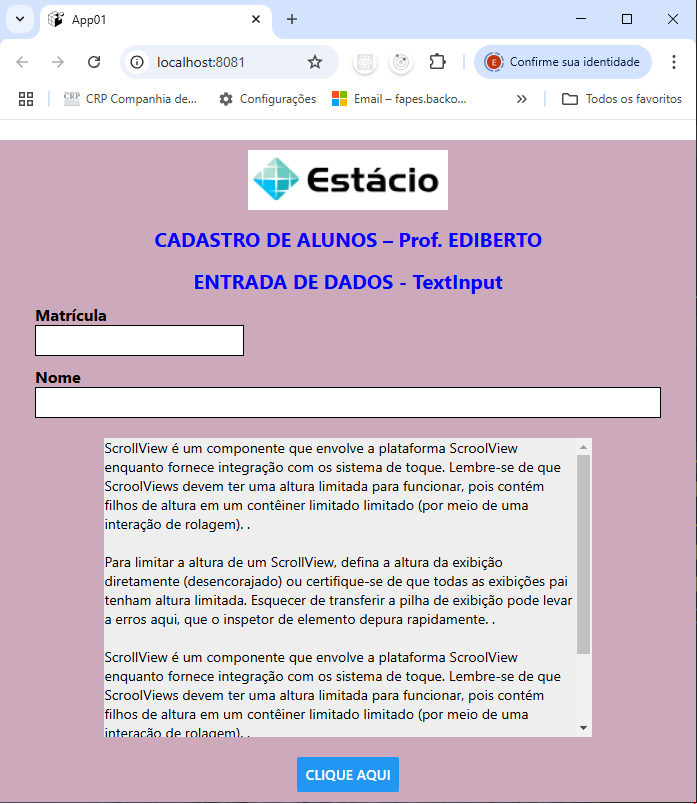 App01
localhost:8081
E Confirme sua identidade
CRP CRP Companhia de... Configurações Email – fapes.backo... Todos os favoritos
Estácio
CADASTRO DE ALUNOS – Prof. EDIBERTO
ENTRADA DE DADOS - TextInput
Matrícula
Nome
ScrollView é um componente que envolve a plataforma ScroolView
enquanto fornece integração com os sistema de toque. Lembre-se de que
ScroolViews devem ter uma altura limitada para funcionar, pois contém
filhos de altura em um contêiner limitado limitado (por meio de uma
interação de rolagem). .
Para limitar a altura de um ScrollView, defina a altura da exibição
diretamente (desencorajado) ou certifique-se de que todas as exibições pai
tenham altura limitada. Esquecer de transferir a pilha de exibição pode levar
a erros aqui, que o inspetor de elemento depura rapidamente. .
ScrollView é um componente que envolve a plataforma ScroolView
enquanto fornece integração com os sistema de toque. Lembre-se de que
ScroolViews devem ter uma altura limitada para funcionar, pois contém
filhos de altura em um contêiner limitado limitado (por meio de uma
interação de rolagem). .
CLIQUE AQUI